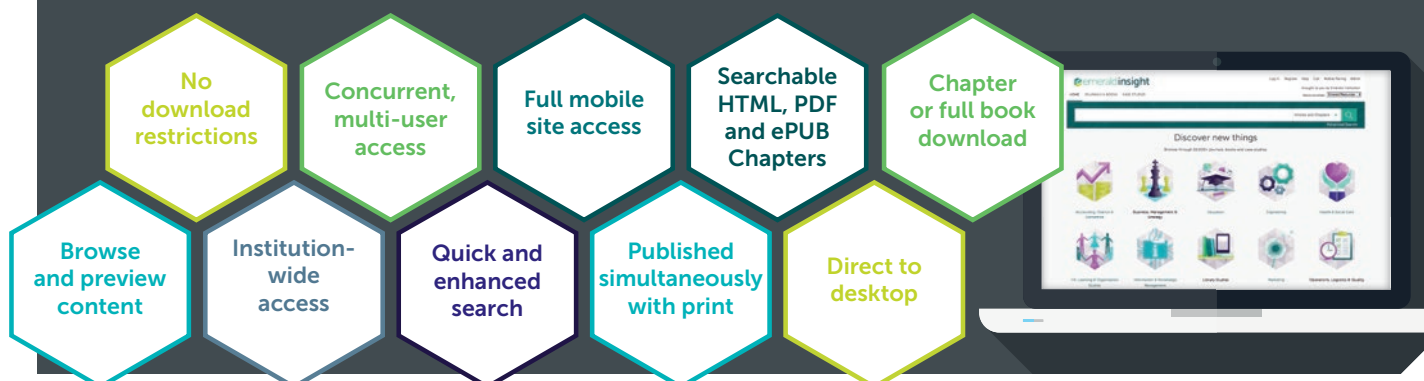 No
download
restrictions
Concurrent,
multi-user
access
Full mobile
site access
Searchable
HTML, PDF
and ePUB
Chapters
Chapter
or full book
download
Browse
and preview
content
Institution-
wide
access
Quick and
enhanced
search
Published
simultaneously
with print
Direct to
desktop
emeraldinsight
Discover new things